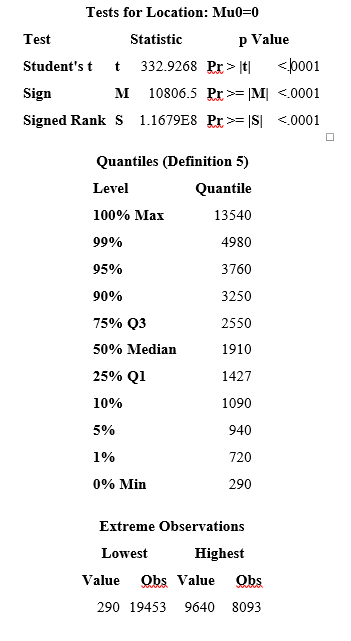 Tests for Location: Mu0=0
Test Statistic p Value
Student's t t 332.9268 Pr > |t| <.0001
Sign M 10806.5 Pr >= |M| <.0001
Signed Rank S 1.1679E8 Pr >= |S| <.0001
Quantiles (Definition 5)
Level Quantile
100% Max 13540
99% 4980
95% 3760
90% 3250
75% Q3 2550
50% Median 1910
25% Q1 1427
10% 1090
5% 940
1% 720
0% Min 290
Extreme Observations
Lowest Highest
Value Obs Value Obs
290 19453 9640 8093